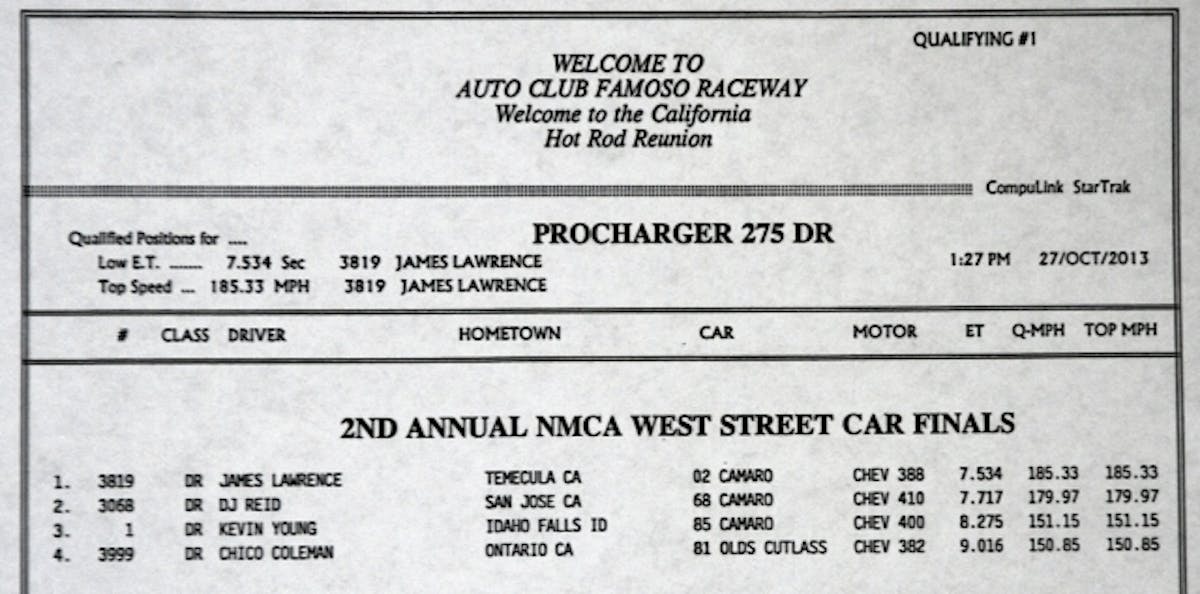 QUALIFYING #1
WELCOME TO
AUTO CLUB FAMOSO RACEWAY
Welcome to the California
Hot Rod Reunion
CompuLink StarTrak
Qualified Positions for .... PROCHARGER 275 DR
Low E.T. ....... 7.534 Sec 3819 JAMES LAWRENCE 1:27 PM 27/OCT/2013
Top Speed ... 185.33 MPH 3819 JAMES LAWRENCE
# CLASS DRIVER HOMETOWN CAR MOTOR ET Q-MPH TOP MPH
2ND ANNUAL NMCA WEST STREET CAR FINALS
1. 3819 DR JAMES LAWRENCE TEMECULA CA 02 CAMARO CHEV 388 7.534 185.33 185.33
2. 3068 DR DJ REID SAN JOSE CA 68 CAMARO CHEV 410 7.717 179.97 179.97
3. 1 DR KEVIN YOUNG IDAHO FALLS ID 85 CAMARO CHEV 400 8.275 151.15 151.15
4. 3999 DR CHICO COLEMAN ONTARIO CA 81 OLDS CUTLASS CHEV 382 9.016 150.85 150.85